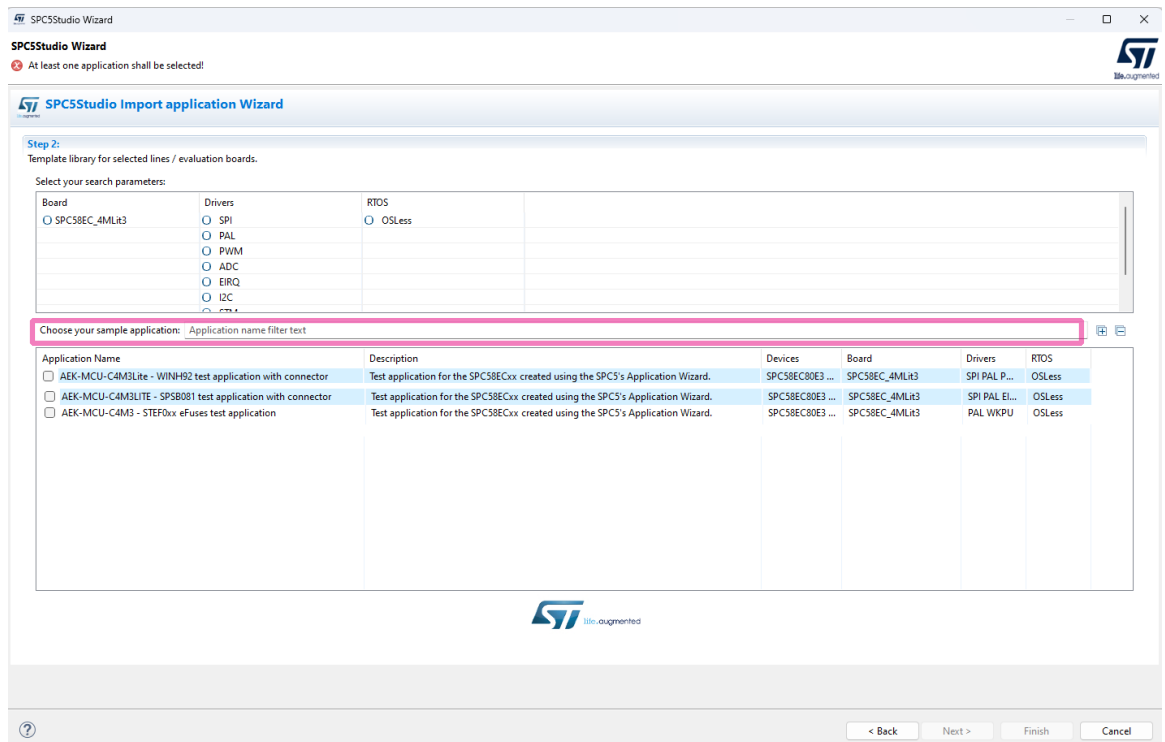 SPC5Studio Wizard
SPC5Studio Wizard
At least one application shall be selected!
life.augmented
SPC5Studio Import application Wizard
life.augmented
Step 2:
Template library for selected lines / evaluation boards.
Select your search parameters:
Board Drivers RTOS
SPC58EC_4MLit3 SPI OSLess
PAL
PWM
ADC
EIRQ
I2C
STM
Choose your sample application: Application name filter text
Application Name Description Devices Board Drivers RTOS
AEK-MCU-C4M3Lite - WINH92 test application with connector Test application for the SPC58ECxx created using the SPC5's Application Wizard. SPC58EC80E3 ... SPC58EC_4MLit3 SPI PAL P... OSLess
AEK-MCU-C4M3LITE - SPSB081 test application with connector Test application for the SPC58ECxx created using the SPC5's Application Wizard. SPC58EC80E3 ... SPC58EC_4MLit3 SPI PAL EI... OSLess
AEK-MCU-C4M3 - STEF0xx eFuses test application Test application for the SPC58ECxx created using the SPC5's Application Wizard. SPC58EC80E3 ... SPC58EC_4MLit3 PAL WKPU OSLess
life.augmented
< Back Next > Finish Cancel